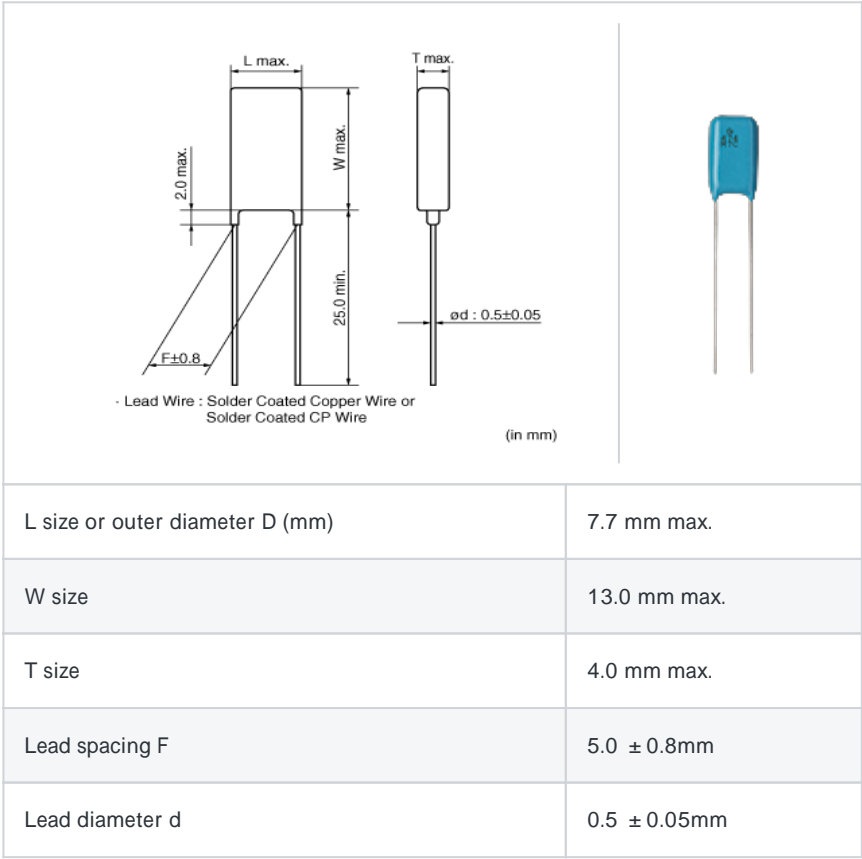 L max.
T max.
W max.
2.0 max.
25.0 min.
ød : 0.5±0.05
F±0.8
· Lead Wire : Solder Coated Copper Wire or
Solder Coated CP Wire
(in mm)
L size or outer diameter D (mm)
7.7 mm max.
W size
13.0 mm max.
T size
4.0 mm max.
Lead spacing F
5.0 ±0.8mm
Lead diameter d
0.5 ±0.05mm